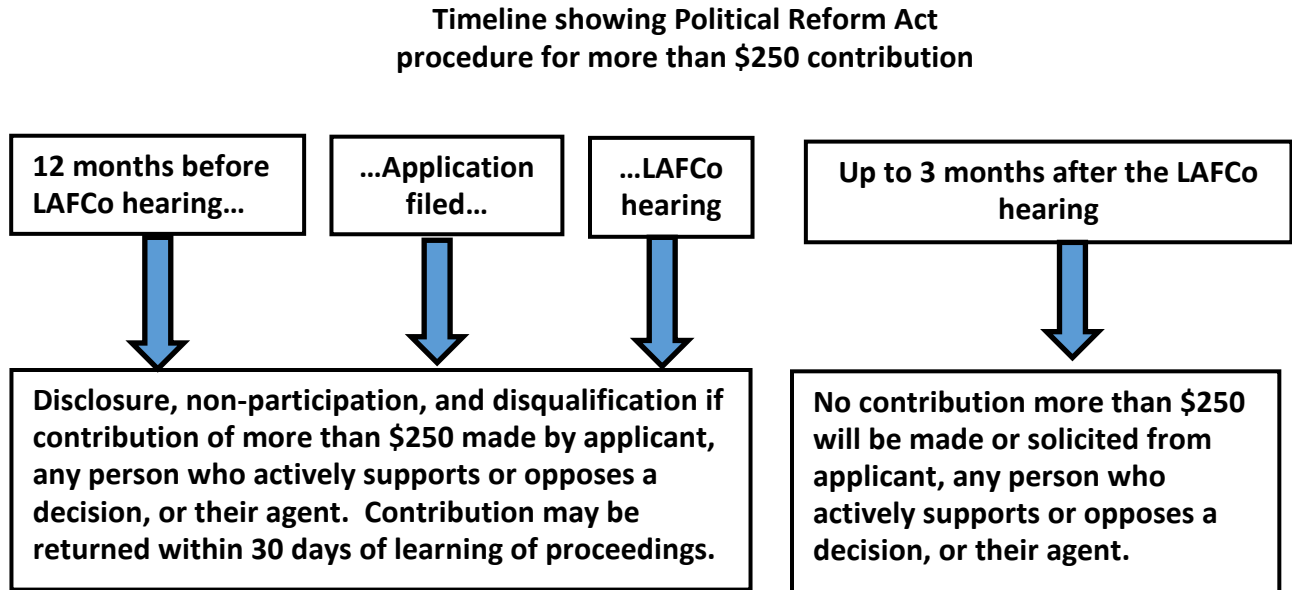 Timeline showing Political Reform Act
procedure for more than $250 contribution
12 months before
LAFCo hearing…
…Application
filed…
…LAFCo
hearing
Up to 3 months after the LAFCo
hearing
Disclosure, non-participation, and disqualification if
contribution of more than $250 made by applicant,
any person who actively supports or opposes a
decision, or their agent.  Contribution may be
returned within 30 days of learning of proceedings.
No contribution more than $250
will be made or solicited from
applicant, any person who
actively supports or opposes a
decision, or their agent.